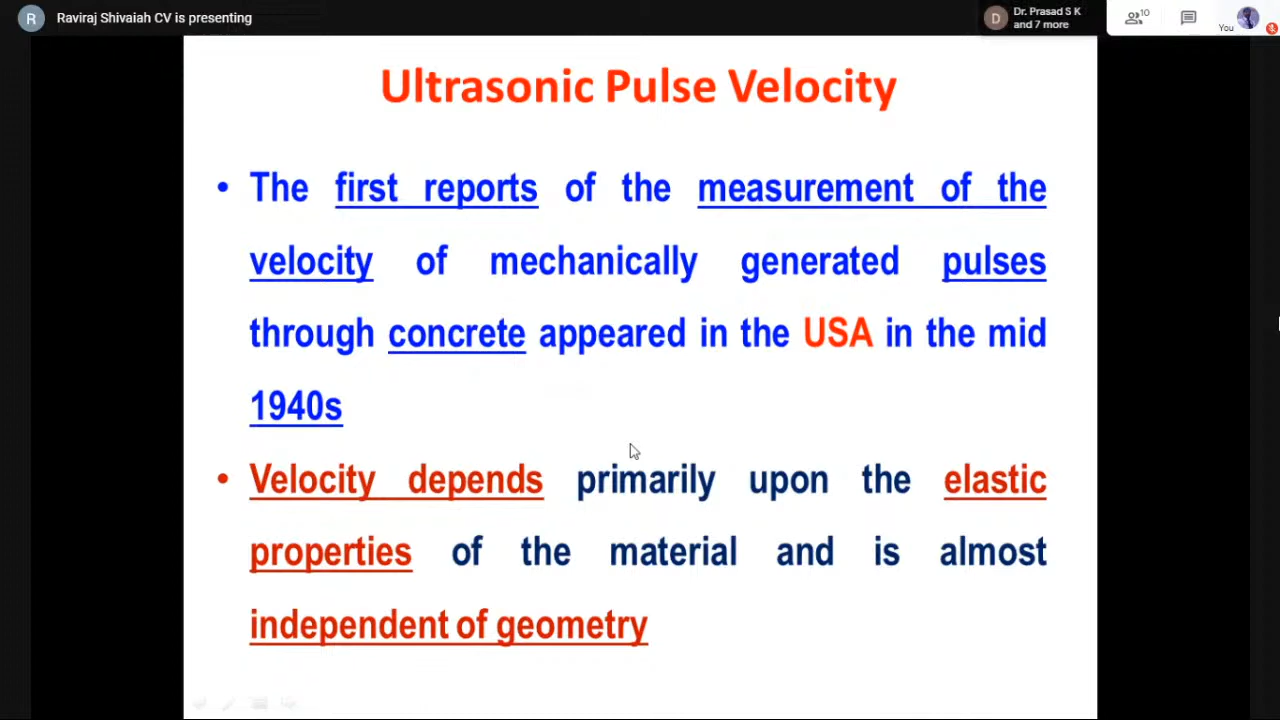 R Raviraj Shivaiah CV is presenting
D Dr. Prasad S K
and 7 more
10
You
Ultrasonic Pulse Velocity
• The first reports of the measurement of the
velocity of mechanically generated pulses
through concrete appeared in the USA in the mid
1940s
• Velocity depends primarily upon the elastic
properties of the material and is almost
independent of geometry